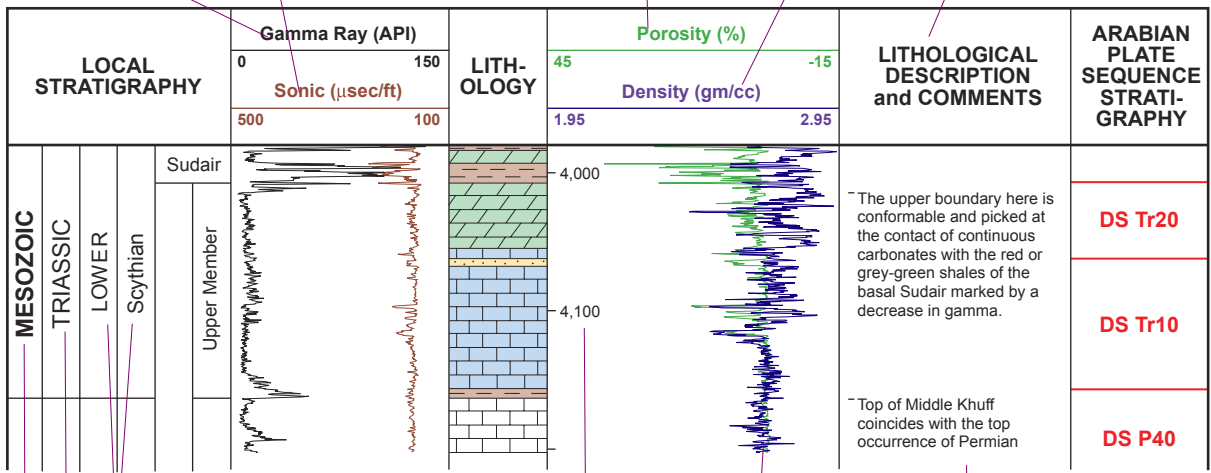 LOCAL
STRATIGRAPHY
Gamma Ray (API)
0 150
Sonic (µsec/ft)
500 100
LITH-
OLOGY
Porosity (%)
45 -15
Density (gm/cc)
1.95 2.95
LITHOLOGICAL
DESCRIPTION
and COMMENTS
ARABIAN
PLATE
SEQUENCE
STRATI-
GRAPHY
MESOZOIC
TRIASSIC
LOWER
Scythian
Sudair
Upper Member
4,000
4,100
The upper boundary here is
conformable and picked at
the contact of continuous
carbonates with the red or
grey-green shales of the
basal Sudair marked by a
decrease in gamma.
Top of Middle Khuff
coincides with the top
occurrence of Permian
DS Tr20
DS Tr10
DS P40